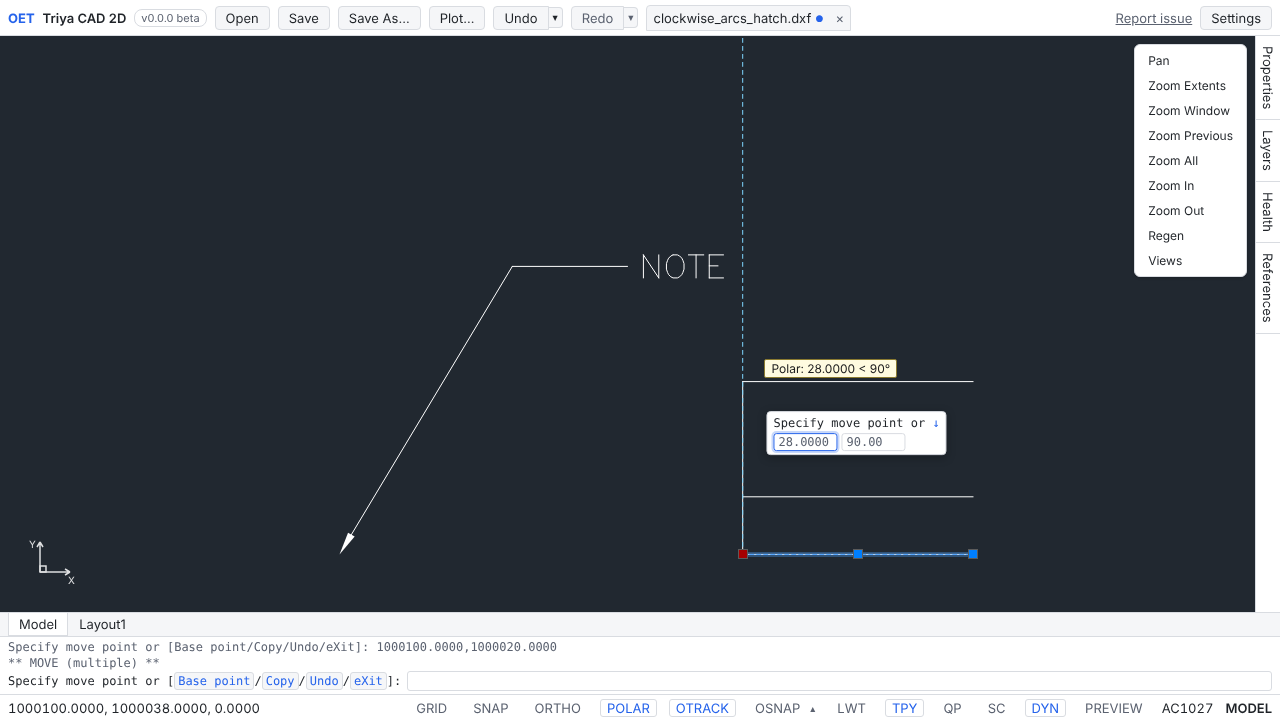 OET Triya CAD 2D v0.0.0 beta Open Save Save As... Plot... Undo ▾ Redo ▾ clockwise_arcs_hatch.dxf × Report issue Settings
Pan
Zoom Extents
Zoom Window
Zoom Previous
Zoom All
Zoom In
Zoom Out
Regen
Views
Properties
Layers
Health
References
NOTE
Polar: 28.0000 < 90°
Specify move point or ↓
28.0000 90.00
Y
X
Model Layout1
Specify move point or [Base point/Copy/Undo/eXit]: 1000100.0000,1000020.0000
** MOVE (multiple) **
Specify move point or [Base point/Copy/Undo/eXit]:
1000100.0000, 1000038.0000, 0.0000 GRID SNAP ORTHO POLAR OTRACK OSNAP ▲ LWT TPY QP SC DYN PREVIEW AC1027 MODEL